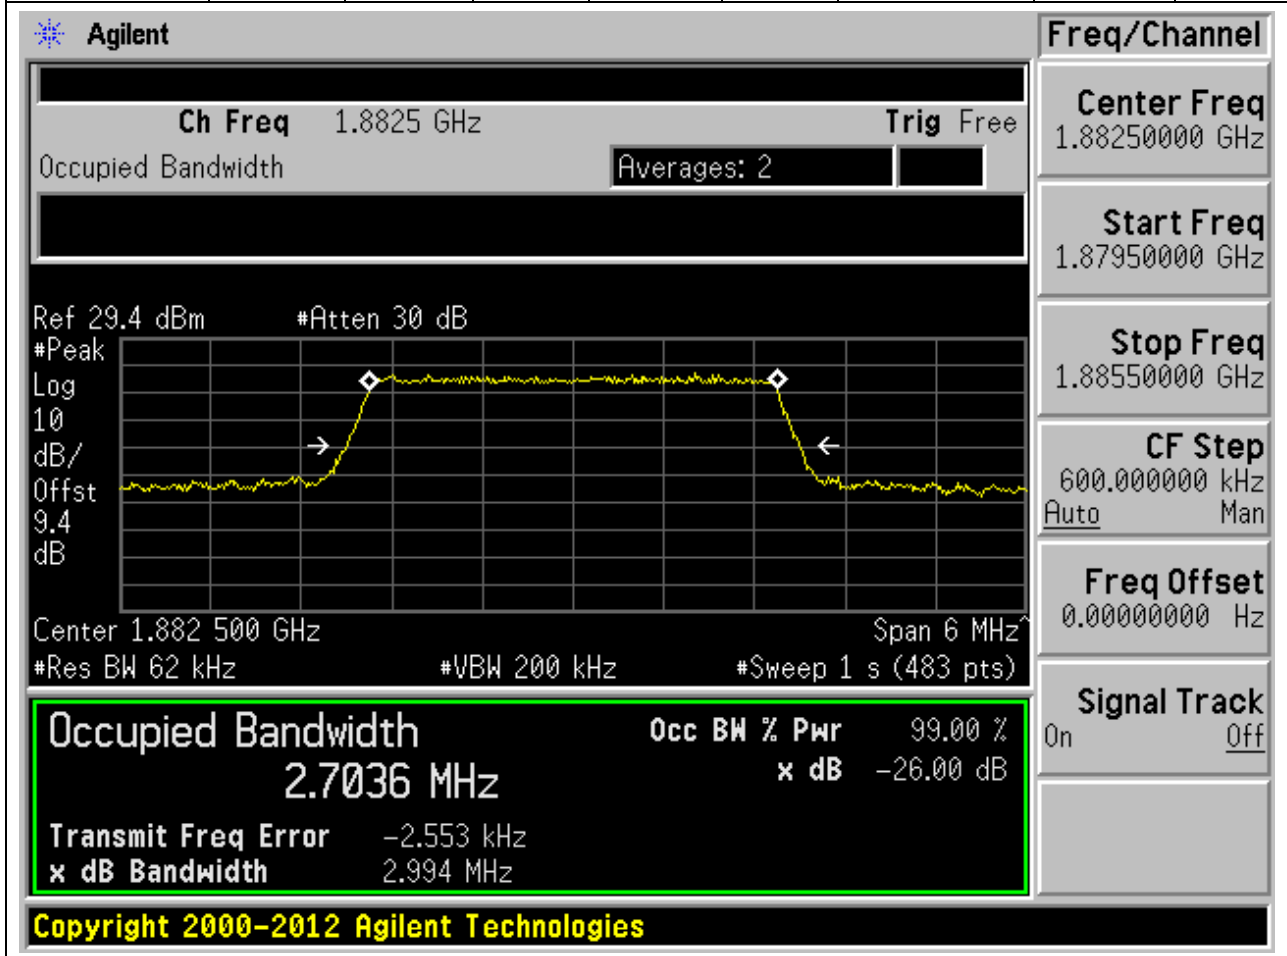 Agilent
Freq/Channel
Ch Freq 1.8825 GHz Trig Free
Occupied Bandwidth Averages: 2
Center Freq
1.88250000 GHz
Start Freq
1.87950000 GHz
Stop Freq
1.88550000 GHz
CF Step
600.000000 kHz
Auto Man
Freq Offset
0.00000000 Hz
Signal Track
On Off
Ref 29.4 dBm #Atten 30 dB
#Peak
Log
10
dB/
Offst
9.4
dB
Center 1.882 500 GHz Span 6 MHz^
#Res BW 62 kHz #VBW 200 kHz #Sweep 1 s (483 pts)
Occupied Bandwidth Occ BW % Pwr 99.00 %
2.7036 MHz x dB -26.00 dB
Transmit Freq Error -2.553 kHz
x dB Bandwidth 2.994 MHz
Copyright 2000-2012 Agilent Technologies